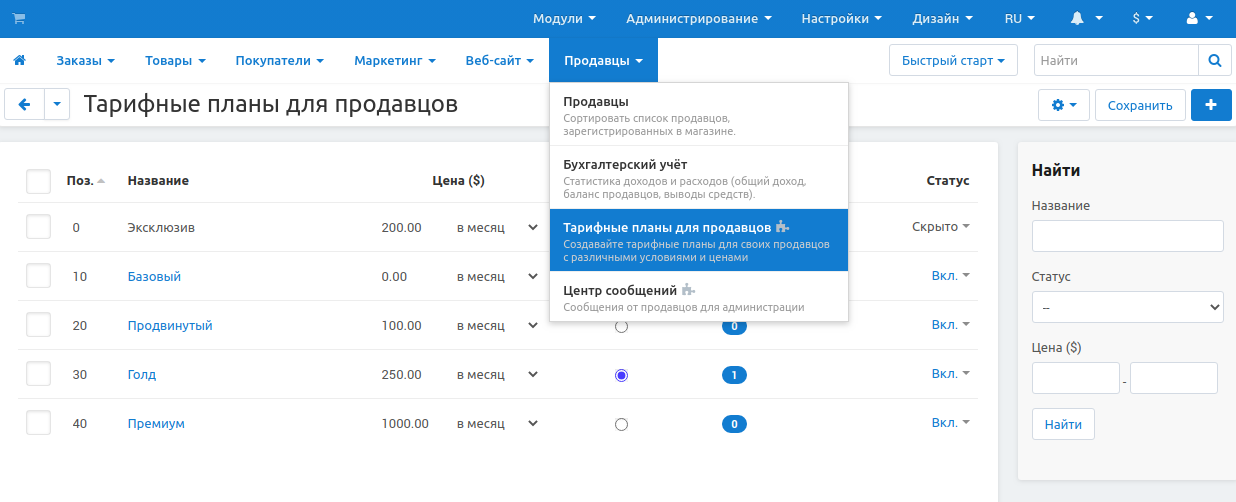 Модули Администрирование Настройки Дизайн RU $
Заказы Товары Покупатели Маркетинг Веб-сайт Продавцы Быстрый старт Найти
Тарифные планы для продавцов Сохранить
Продавцы
Сортировать список продавцов,
зарегистрированных в магазине.
Бухгалтерский учёт
Статистика доходов и расходов (общий доход,
баланс продавцов, выводы средств).
Тарифные планы для продавцов
Создавайте тарифные планы для своих продавцов
с различными условиями и ценами
Центр сообщений
Сообщения от продавцов для администрации
Поз. Название Цена ($) Статус
0 Эксклюзив 200.00 в месяц Скрыто
10 Базовый 0.00 в месяц Вкл.
20 Продвинутый 100.00 в месяц 0 Вкл.
30 Голд 250.00 в месяц 1 Вкл.
40 Премиум 1000.00 в месяц 0 Вкл.
Найти
Название
Статус
--
Цена ($)
-
Найти